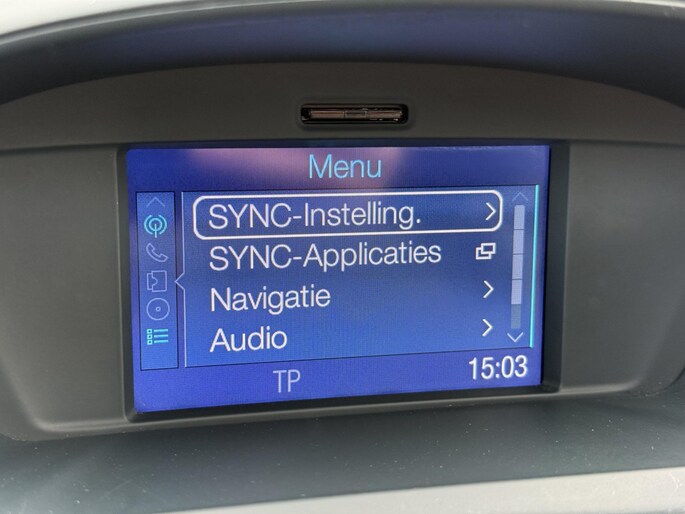 Menu
SYNC-Instelling.
SYNC-Applicaties
Navigatie
Audio
TP
15:03